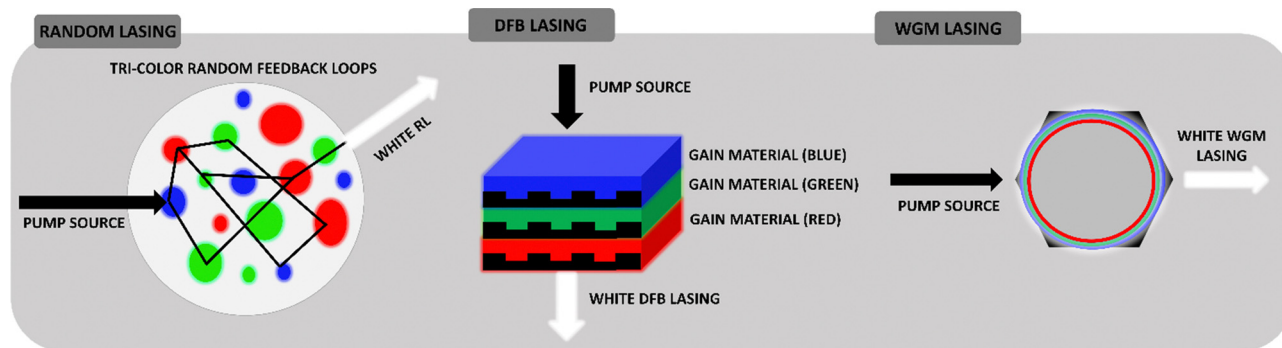 RANDOM LASING
TRI-COLOR RANDOM FEEDBACK LOOPS
PUMP SOURCE
WHITE RL
DFB LASING
PUMP SOURCE
GAIN MATERIAL (BLUE)
GAIN MATERIAL (GREEN)
GAIN MATERIAL (RED)
WHITE DFB LASING
WGM LASING
PUMP SOURCE
WHITE WGM
LASING